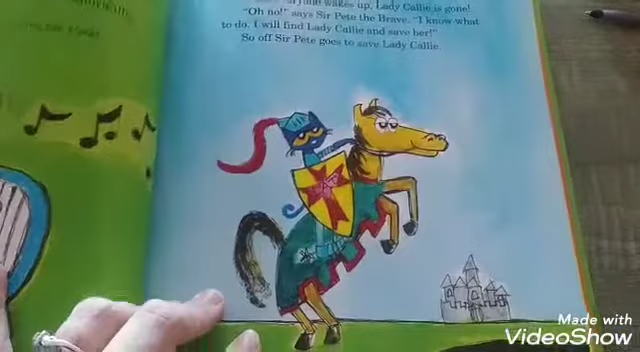 wakes up, Lady Callie is gone!
"Oh no!" says Sir Pete the Brave. "I know what
to do. I will find Lady Callie and save her!"
So off Sir Pete goes to save Lady Callie.
Made with
VideoShow